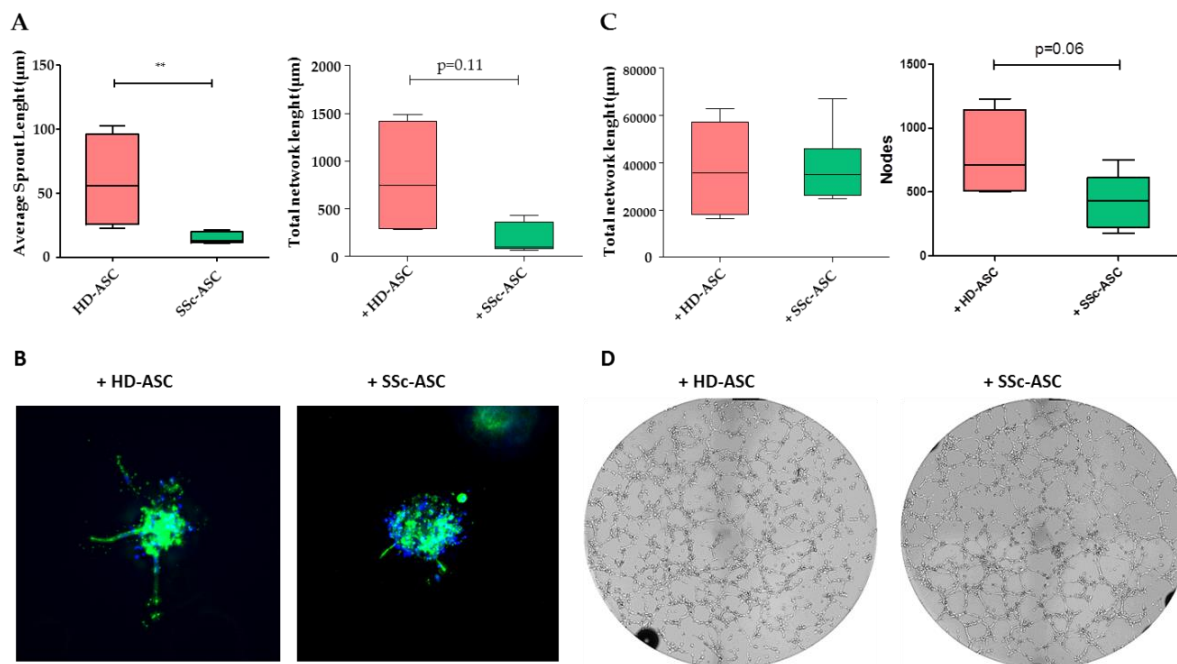 A
Average Sprout Lenght (µm)
150
100
50
0
**
HD-ASC
SSc-ASC
Total network lenght (µm)
2000
1500
1000
500
0
p=0.11
+ HD-ASC
+ SSc-ASC
C
Total network lenght (µm)
80000
60000
40000
20000
0
+ HD-ASC
+ SSc-ASC
Nodes
1500
1000
500
0
p=0.06
+ HD-ASC
+ SSc-ASC
B
+ HD-ASC
+ SSc-ASC
D
+ HD-ASC
+ SSc-ASC